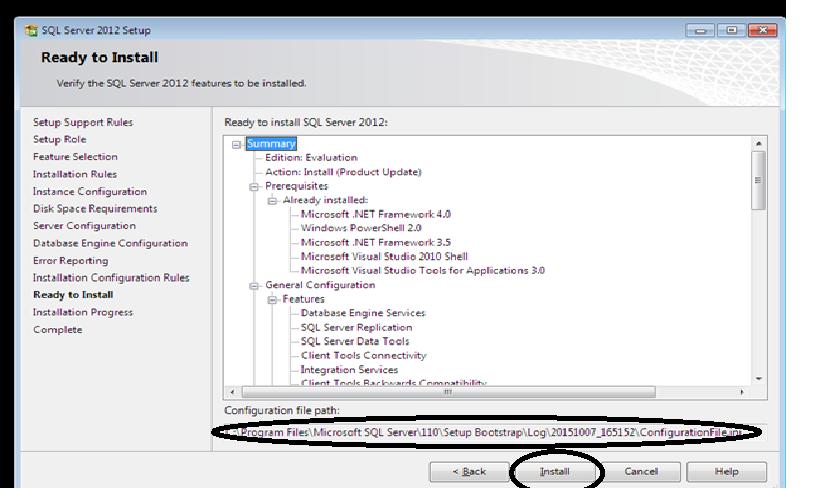 SQL Server 2012 Setup
Ready to Install
Verify the SQL Server 2012 features to be installed.
Setup Support Rules
Setup Role
Feature Selection
Installation Rules
Instance Configuration
Disk Space Requirements
Server Configuration
Database Engine Configuration
Error Reporting
Installation Configuration Rules
Ready to Install
Installation Progress
Complete
Ready to install SQL Server 2012:
Summary
Edition: Evaluation
Action: Install (Product Update)
Prerequisites
Already installed:
Microsoft .NET Framework 4.0
Windows PowerShell 2.0
Microsoft .NET Framework 3.5
Microsoft Visual Studio 2010 Shell
Microsoft Visual Studio Tools for Applications 3.0
General Configuration
Features
Database Engine Services
SQL Server Replication
SQL Server Data Tools
Client Tools Connectivity
Integration Services
Client Tools Backwards Compatibility
Configuration file path:
C:\Program Files\Microsoft SQL Server\110\Setup Bootstrap\Log\20151007_165152\ConfigurationFile.ini
< Back
Install
Cancel
Help